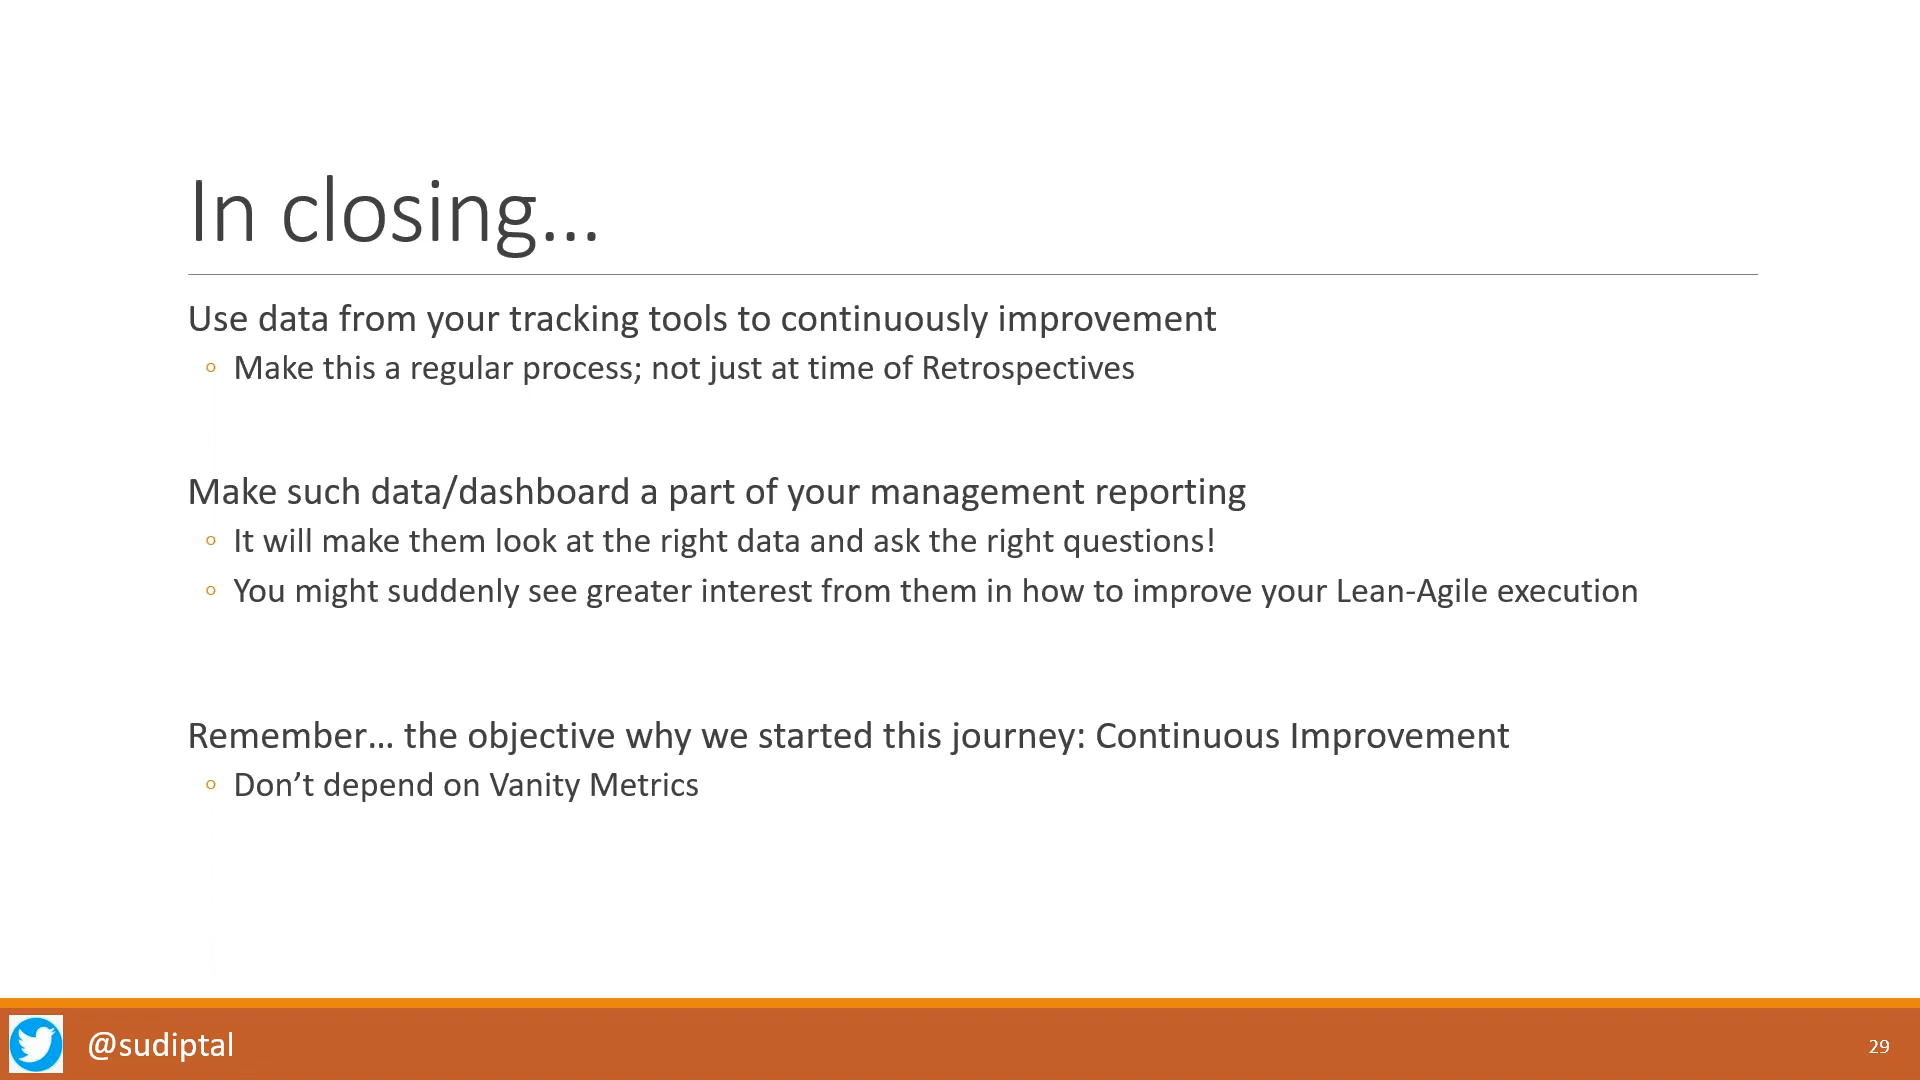 In closing…
Use data from your tracking tools to continuously improvement
◦ Make this a regular process; not just at time of Retrospectives
Make such data/dashboard a part of your management reporting
◦ It will make them look at the right data and ask the right questions!
◦ You might suddenly see greater interest from them in how to improve your Lean-Agile execution
Remember… the objective why we started this journey: Continuous Improvement
◦ Don’t depend on Vanity Metrics
@sudiptal
29